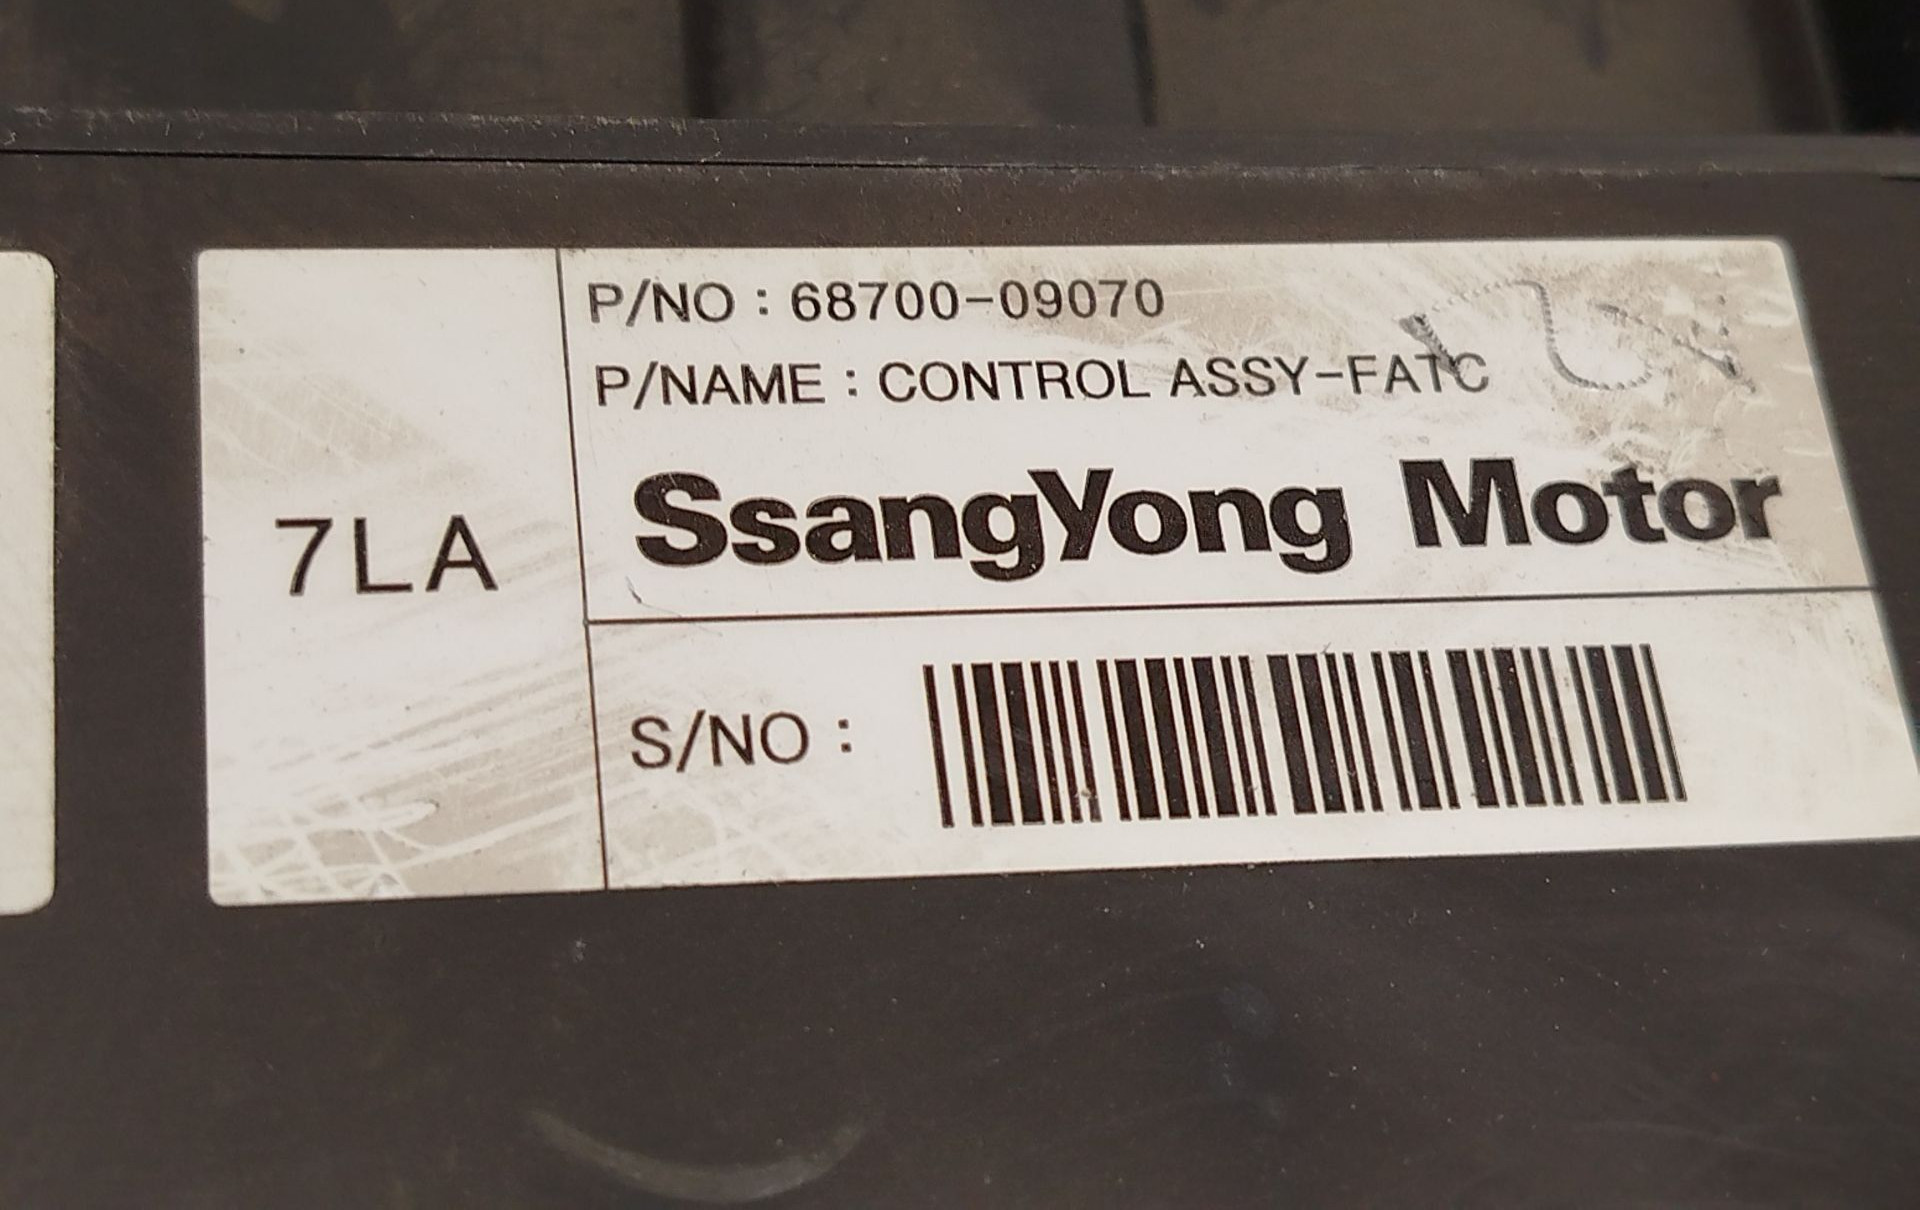 7LA
P/NO : 68700-09070
P/NAME : CONTROL ASSY-FATC
SsangYong Motor
S/NO :